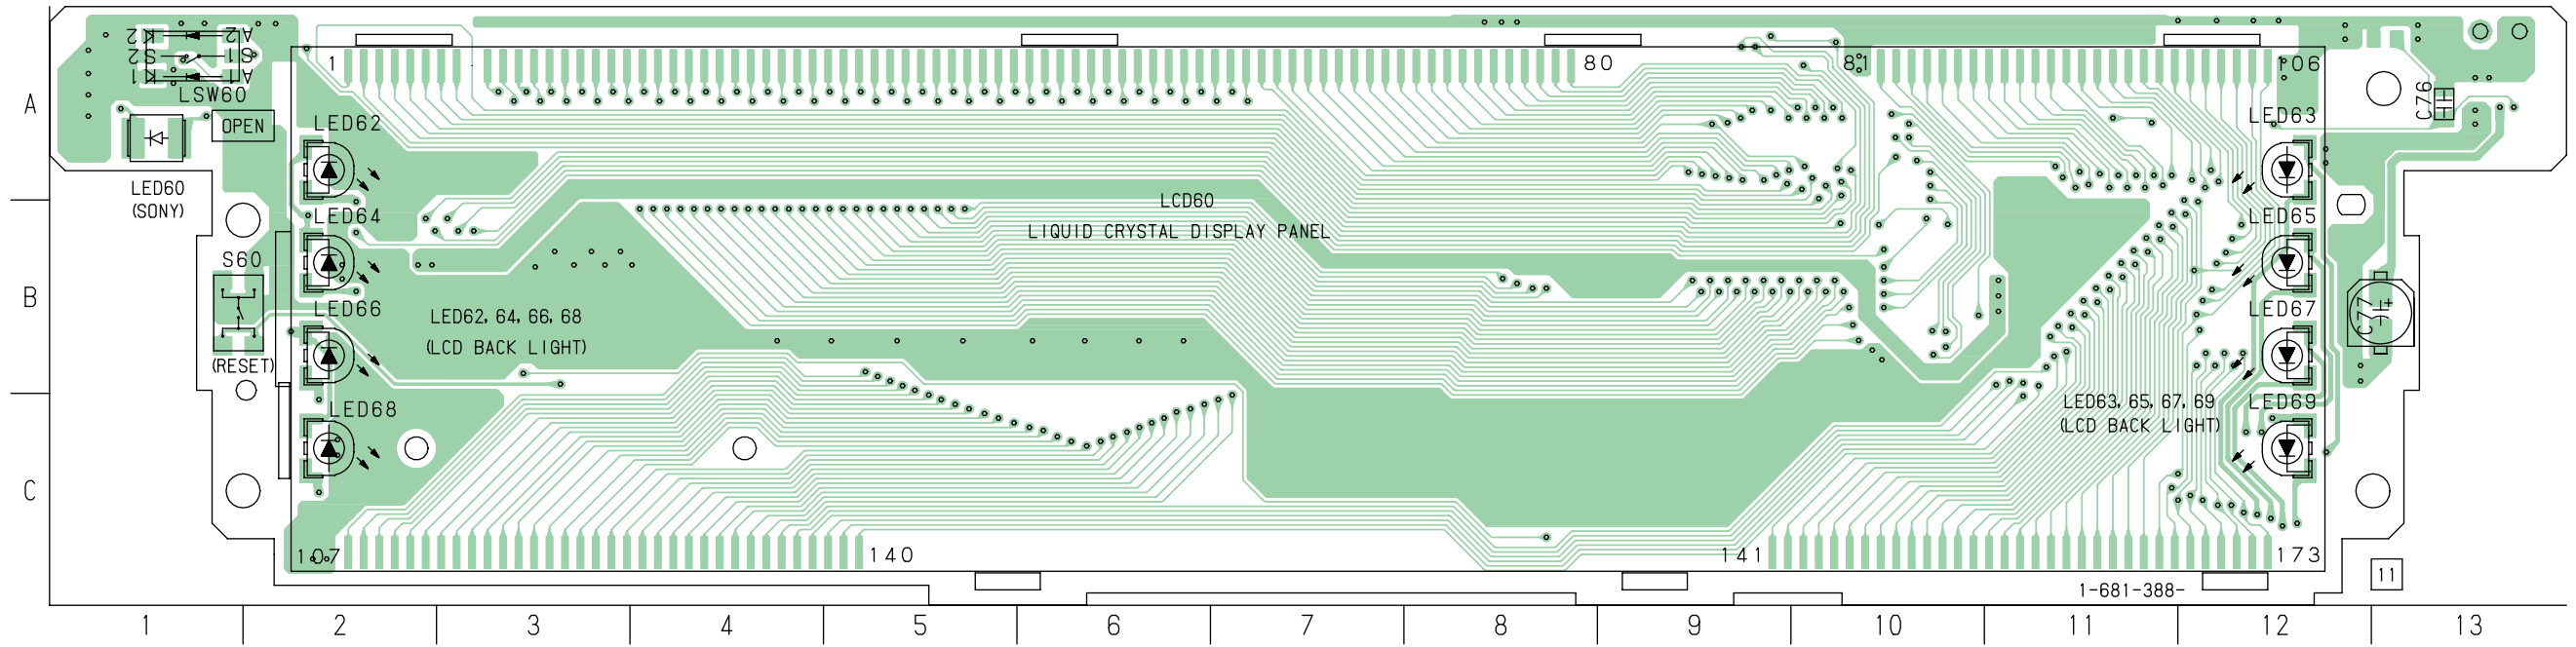 K2 A2
S2 S1
1 A1
LSW60
OPEN
LED60
(SONY)
1
80
81
106
A
LED62
LED63
C76
LED64
LCD60
LIQUID CRYSTAL DISPLAY PANEL
LED65
S60
B
(RESET)
LED66
LED62, 64, 66, 68
(LCD BACK LIGHT)
LED67
C77
+
LED68
LED63, 65, 67, 69
(LCD BACK LIGHT)
LED69
C
107
140
141
173
11
1-681-388-
1 2 3 4 5 6 7 8 9 10 11 12 13